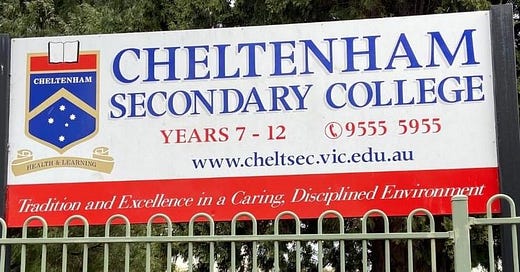 CHELTENHAM
CHELTENHAM
SECONDARY COLLEGE
YEARS 7 - 12 9555 5955
www.cheltsec.vic.edu.au
HEALTH & LEARNING
Tradition and Excellence in a Caring, Disciplined Environment